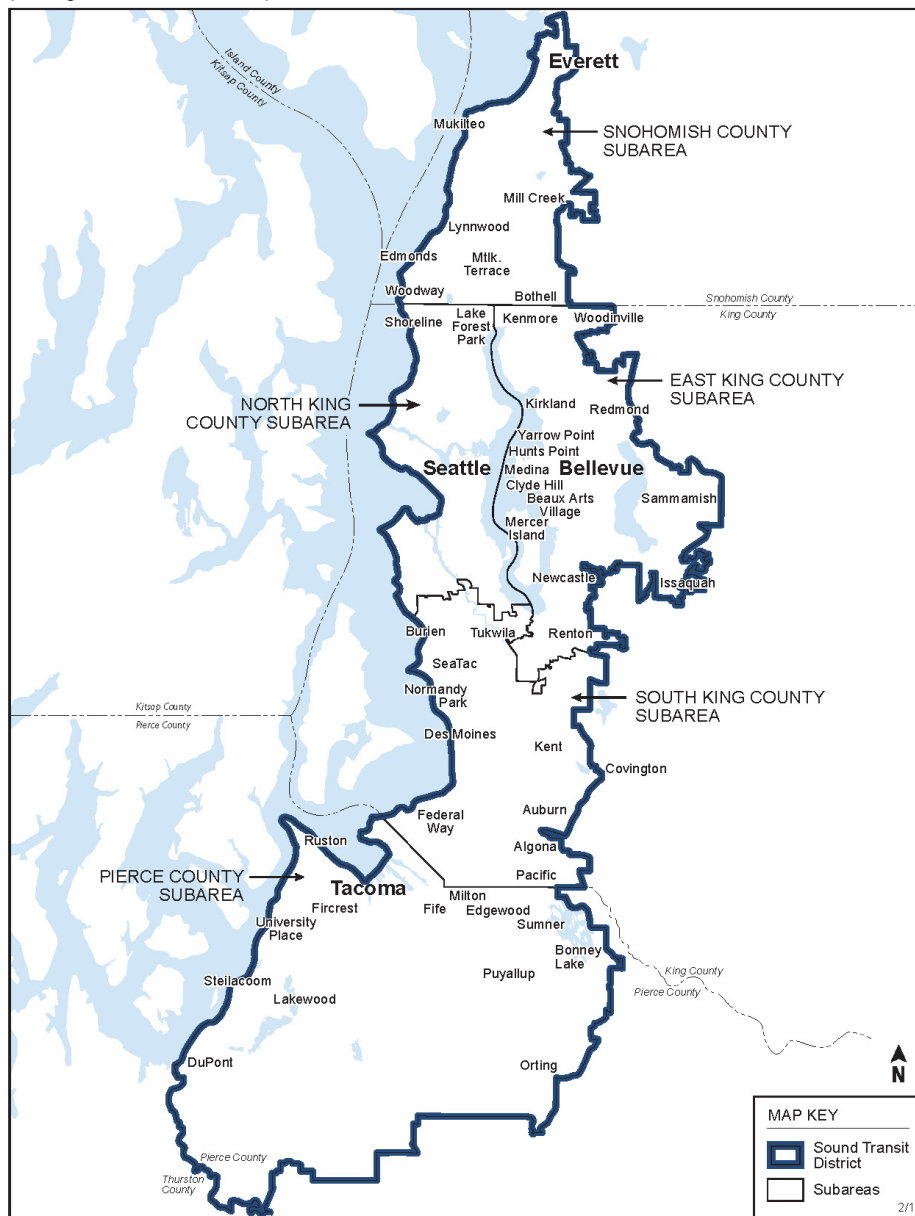 Island County
Kitsap County
Everett
Mukilteo
SNOHOMISH COUNTY
SUBAREA
Mill Creek
Lynnwood
Edmonds
Mtlk.
Terrace
Woodway
Bothell
Snohomish County
King County
Shoreline
Lake
Forest
Park
Kenmore
Woodinville
EAST KING COUNTY
SUBAREA
NORTH KING
COUNTY SUBAREA
Kirkland
Redmond
Yarrow Point
Hunts Point
Seattle
Medina
Bellevue
Clyde Hill
Beaux Arts
Village
Sammamish
Mercer
Island
Newcastle
Issaquah
Burien
Tukwila
Renton
SeaTac
Normandy
Park
SOUTH KING COUNTY
SUBAREA
Kitsap County
Pierce County
Des Moines
Kent
Covington
Auburn
Federal
Way
Ruston
Algona
PIERCE COUNTY
SUBAREA
Pacific
Tacoma
Milton
Fircrest
Fife
Edgewood
University
Place
Sumner
Bonney
Lake
King County
Pierce County
Puyallup
Steilacoom
Lakewood
DuPont
Orting
N
Pierce County
Thurston
County
MAP KEY
Sound Transit
District
Subareas